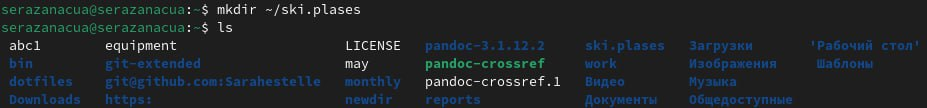 serazanacua@serazanacua:~$ mkdir ~/ski.plases
serazanacua@serazanacua:~$ ls
abc1 equipment LICENSE pandoc-3.1.12.2 ski.plases Загрузки 'Рабочий стол'
bin git-extended may pandoc-crossref work Изображения Шаблоны
dotfiles git@github.com:Sarahestelle monthly pandoc-crossref.1 Видео Музыка
Downloads https: newdir reports Документы Общедоступные